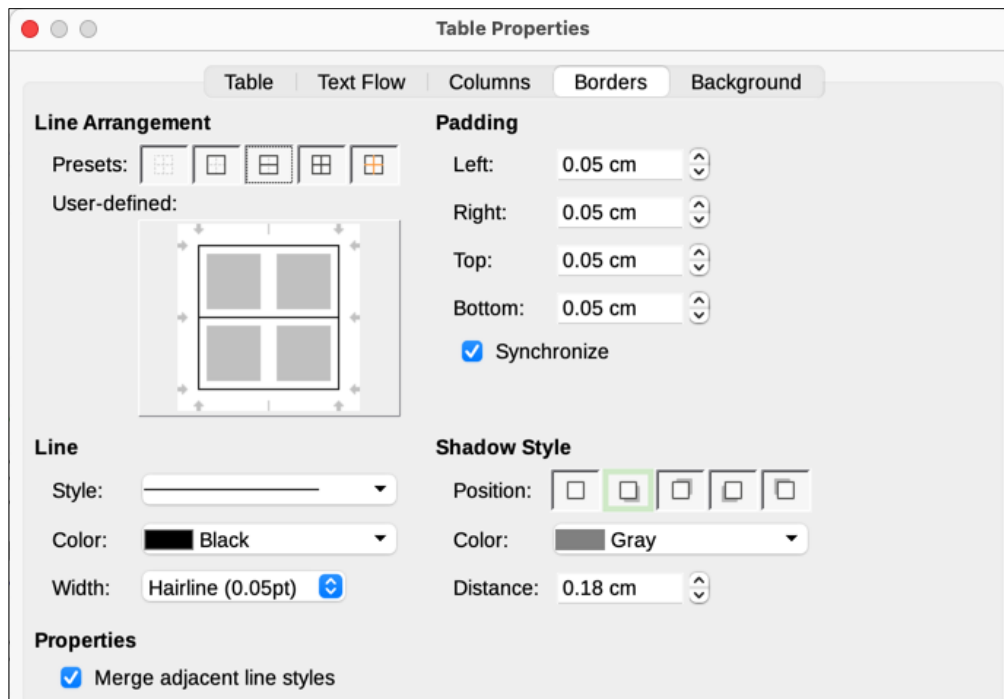 Table Properties
Table Text Flow Columns Borders Background
Line Arrangement
Presets:
User-defined:
Padding
Left: 0.05 cm
Right: 0.05 cm
Top: 0.05 cm
Bottom: 0.05 cm
Synchronize
Line
Style:
Color: Black
Width: Hairline (0.05pt)
Shadow Style
Position:
Color: Gray
Distance: 0.18 cm
Properties
Merge adjacent line styles